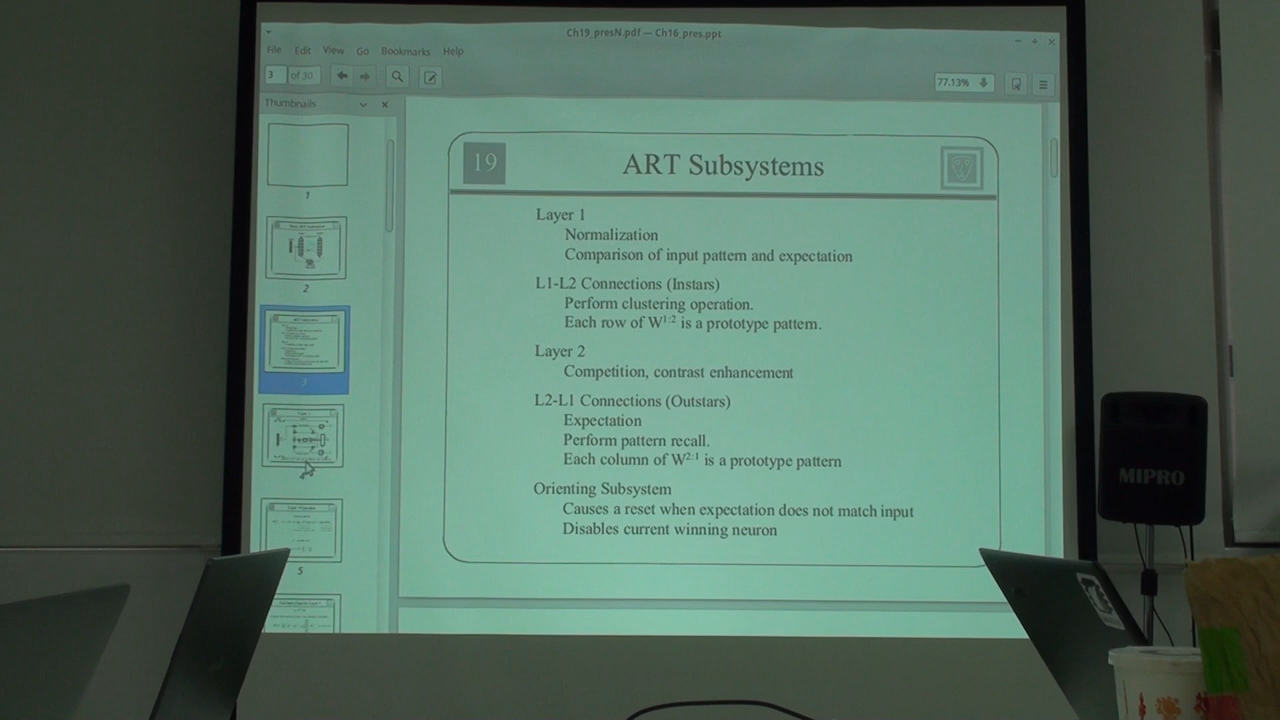 Ch19_presN.pdf — Ch16_pres.ppt
File Edit View Go Bookmarks Help
3 of 30
77.13%
Thumbnails
1
2
3
5
19
ART Subsystems
Layer 1
Normalization
Comparison of input pattern and expectation
L1-L2 Connections (Instars)
Perform clustering operation.
Each row of W1:2 is a prototype pattern.
Layer 2
Competition, contrast enhancement
L2-L1 Connections (Outstars)
Expectation
Perform pattern recall.
Each column of W2:1 is a prototype pattern
Orienting Subsystem
Causes a reset when expectation does not match input
Disables current winning neuron
MIPRO